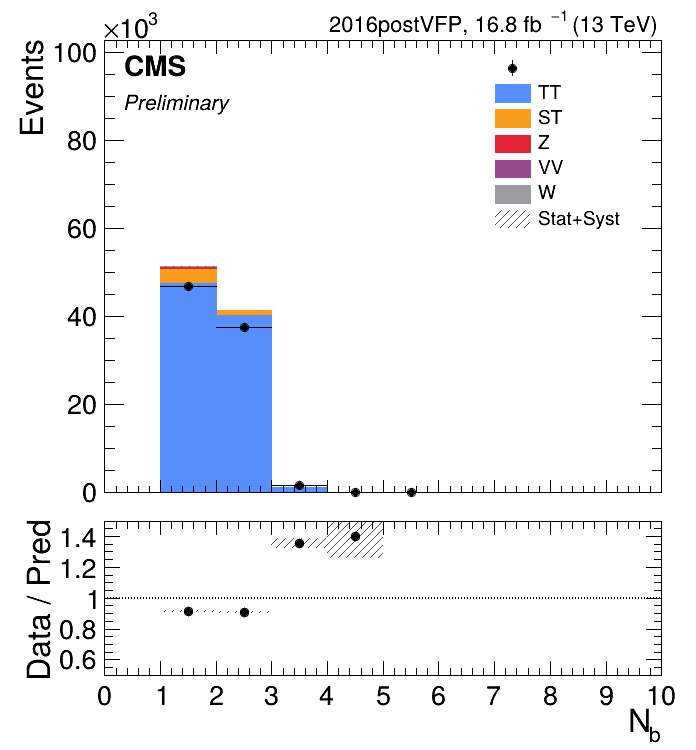 ×10³
2016postVFP, 16.8 fb ⁻¹ (13 TeV)
Events
100
80
60
40
20
0
CMS
Preliminary
TT
ST
Z
VV
W
Stat+Syst
Data / Pred
1.4
1.2
1
0.8
0.6
0 1 2 3 4 5 6 7 8 9 10
N_b